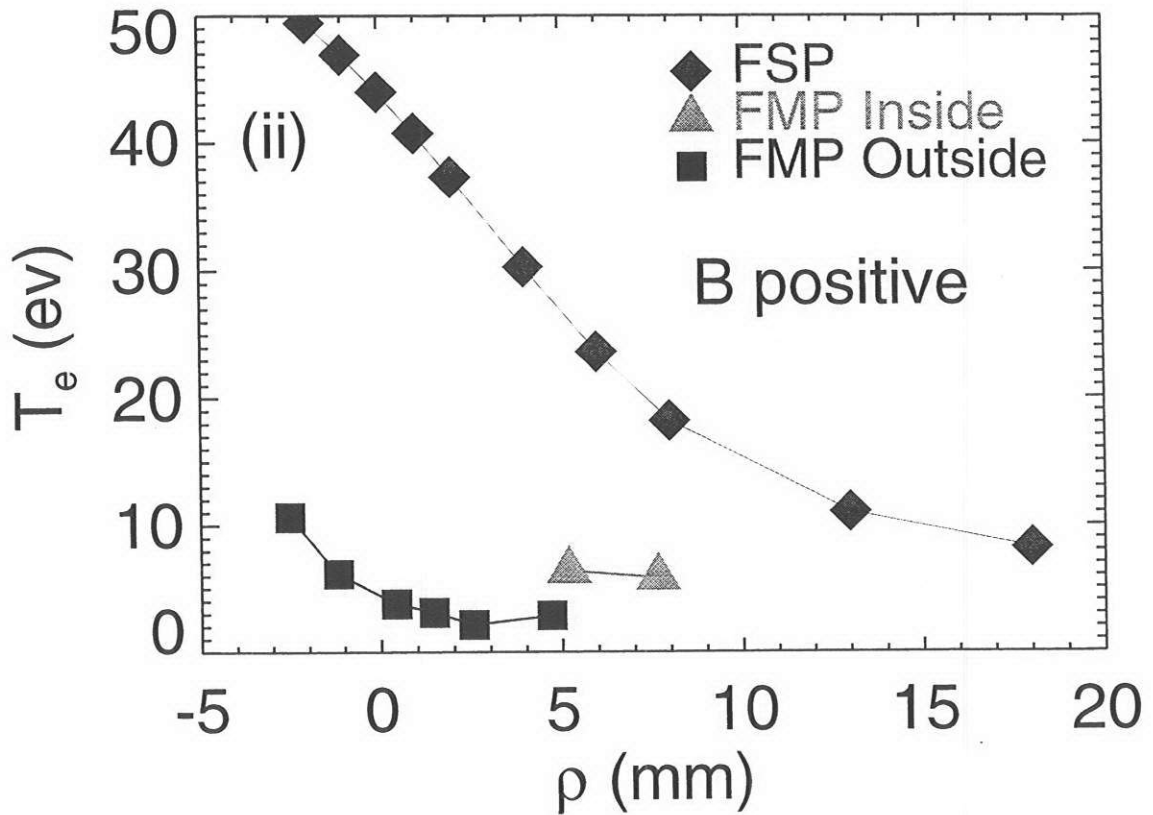 50
40
30
20
10
0
T_e (ev)
(ii)
FSP
FMP Inside
FMP Outside
B positive
-5 0 5 10 15 20
ρ (mm)